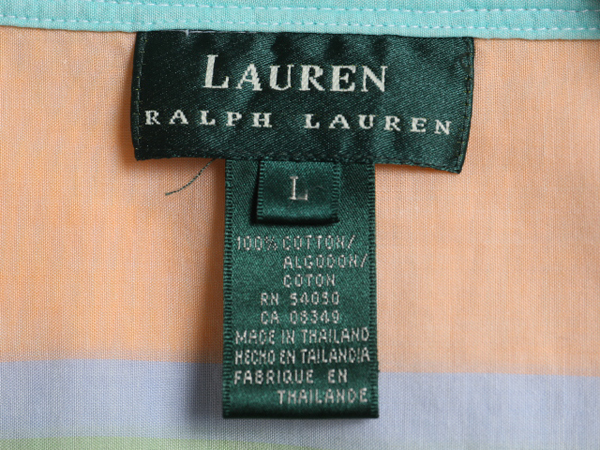 LAUREN
RALPH LAUREN
L
100% COTTON/
ALGODON/
COTON
RN 54050
CA 08349
MADE IN THAILAND
HECHO EN TAILANDIA
FABRIQUE EN
THAILANDE